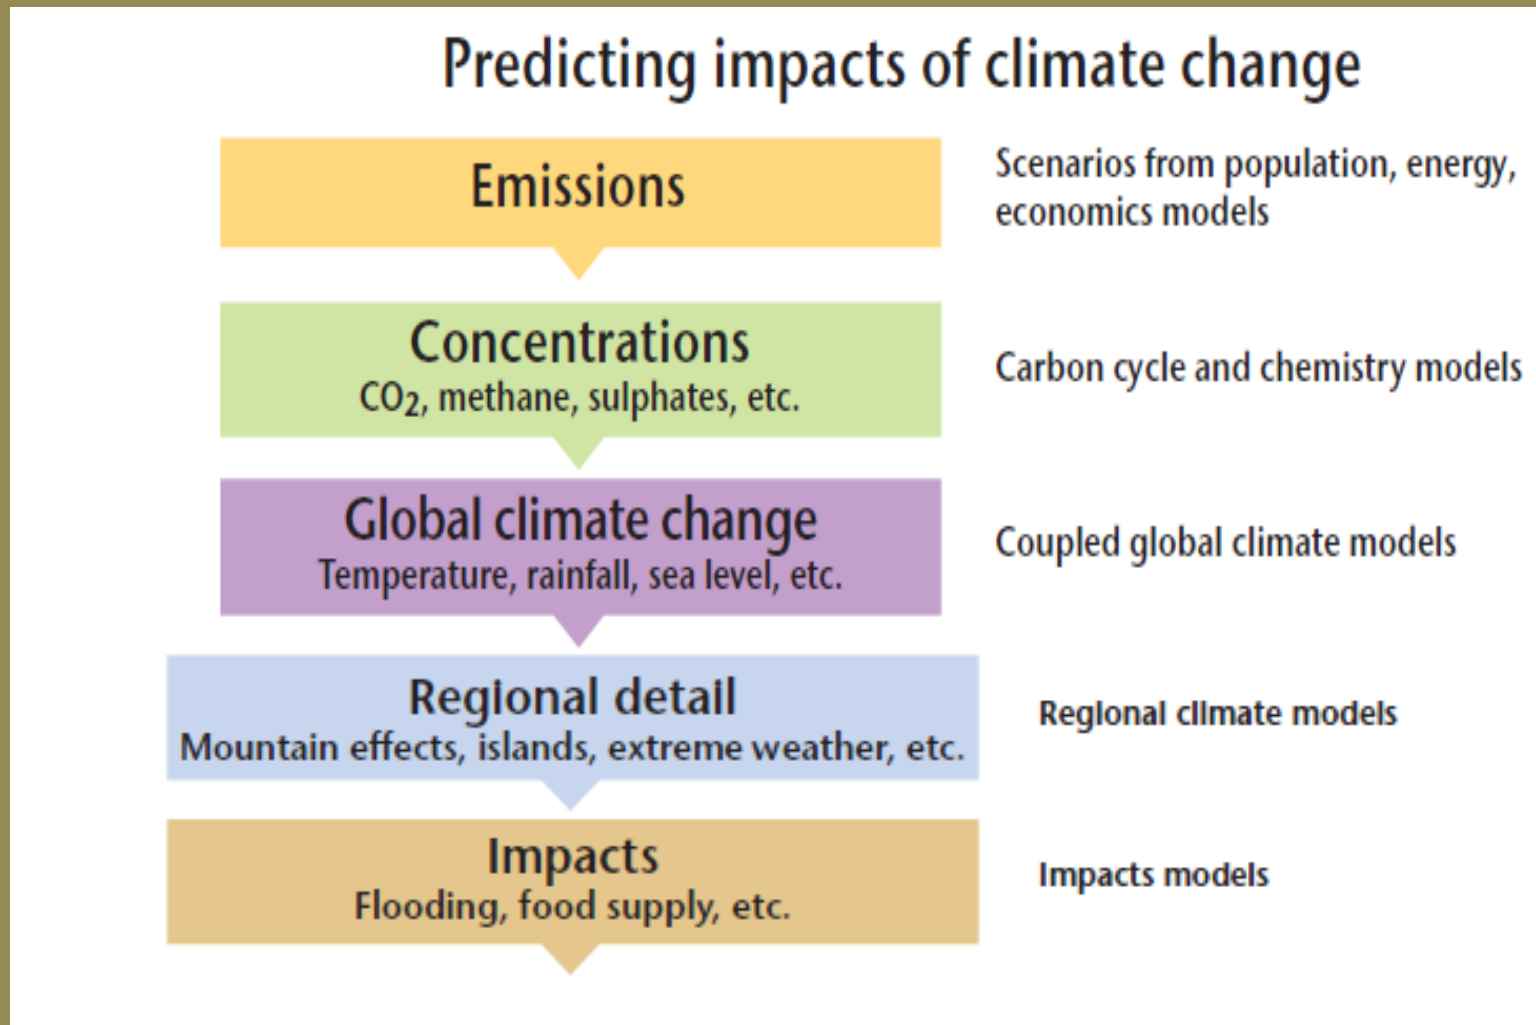 Predicting impacts of climate change
Emissions
Scenarios from population, energy,
economics models
Concentrations
CO₂, methane, sulphates, etc.
Carbon cycle and chemistry models
Global climate change
Temperature, rainfall, sea level, etc.
Coupled global climate models
Regional detail
Mountain effects, islands, extreme weather, etc.
Regional climate models
Impacts
Flooding, food supply, etc.
Impacts models